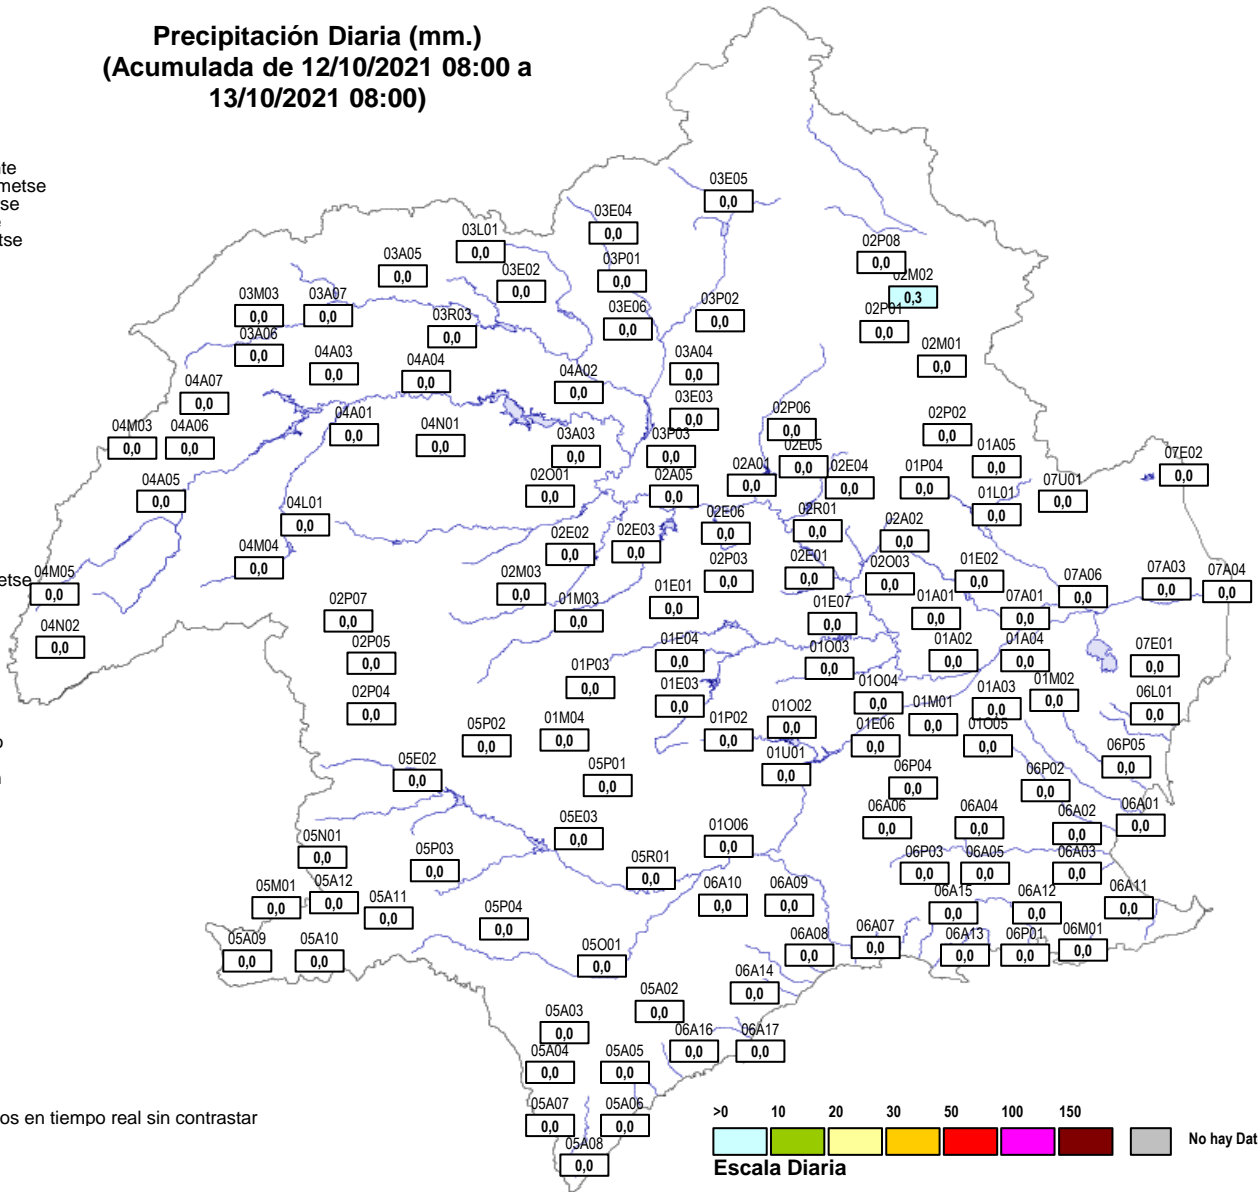 Precipitación Diaria (mm.)
(Acumulada de 12/10/2021 08:00 a
13/10/2021 08:00)
03E05
0,0
03E04
0,0
03L01
0,0
03A05
0,0
03P01
0,0
03E02
0,0
02P08
0,0
02M02
0,3
03M03
0,0
03A07
0,0
03R03
0,0
03E06
0,0
03P02
0,0
02P01
0,0
03A06
0,0
04A03
0,0
04A04
0,0
04A02
0,0
03A04
0,0
02M01
0,0
04A07
0,0
03E03
0,0
04M03
0,0
04A06
0,0
04A01
0,0
04N01
0,0
03A03
0,0
03P03
0,0
02P06
0,0
02E05
0,0
02P02
0,0
01A05
0,0
07E02
0,0
04A05
0,0
02O01
0,0
02A05
0,0
02A01
0,0
02E04
0,0
01P04
0,0
01L01
0,0
07U01
0,0
04L01
0,0
02E06
0,0
02R01
0,0
02A02
0,0
04M04
0,0
02E02
0,0
02E03
0,0
metse
04M05
0,0
02M03
0,0
02P03
0,0
02E01
0,0
02O03
0,0
01E02
0,0
07A06
0,0
07A03
0,0
07A04
0,0
02P07
0,0
01M03
0,0
01E01
0,0
01E07
0,0
01A01
0,0
07A01
0,0
04N02
0,0
02P05
0,0
01E04
0,0
01O03
0,0
01A02
0,0
01A04
0,0
07E01
0,0
02P04
0,0
01P03
0,0
01E03
0,0
01O04
0,0
01M01
0,0
01A03
0,0
01M02
0,0
06L01
0,0
05P02
0,0
01M04
0,0
01P02
0,0
01O02
0,0
01E06
0,0
01O05
0,0
05E02
0,0
05P01
0,0
01U01
0,0
06P04
0,0
06P02
0,0
06P05
0,0
05E03
0,0
01O06
0,0
06A06
0,0
06A04
0,0
06A02
0,0
06A01
0,0
05N01
0,0
05P03
0,0
05R01
0,0
06P03
0,0
06A05
0,0
06A03
0,0
05M01
0,0
05A12
0,0
05A11
0,0
06A10
0,0
06A09
0,0
06A15
0,0
06A12
0,0
06A11
0,0
05A09
0,0
05A10
0,0
05P04
0,0
05O01
0,0
06A08
0,0
06A07
0,0
06A13
0,0
06P01
0,0
06M01
0,0
06A14
0,0
05A02
0,0
05A03
0,0
06A16
0,0
06A17
0,0
05A04
0,0
05A05
0,0
05A07
0,0
05A06
0,0
05A08
0,0
os en tiempo real sin contrastar
>0 10 20 30 50 100 150
No hay Dat
Escala Diaria